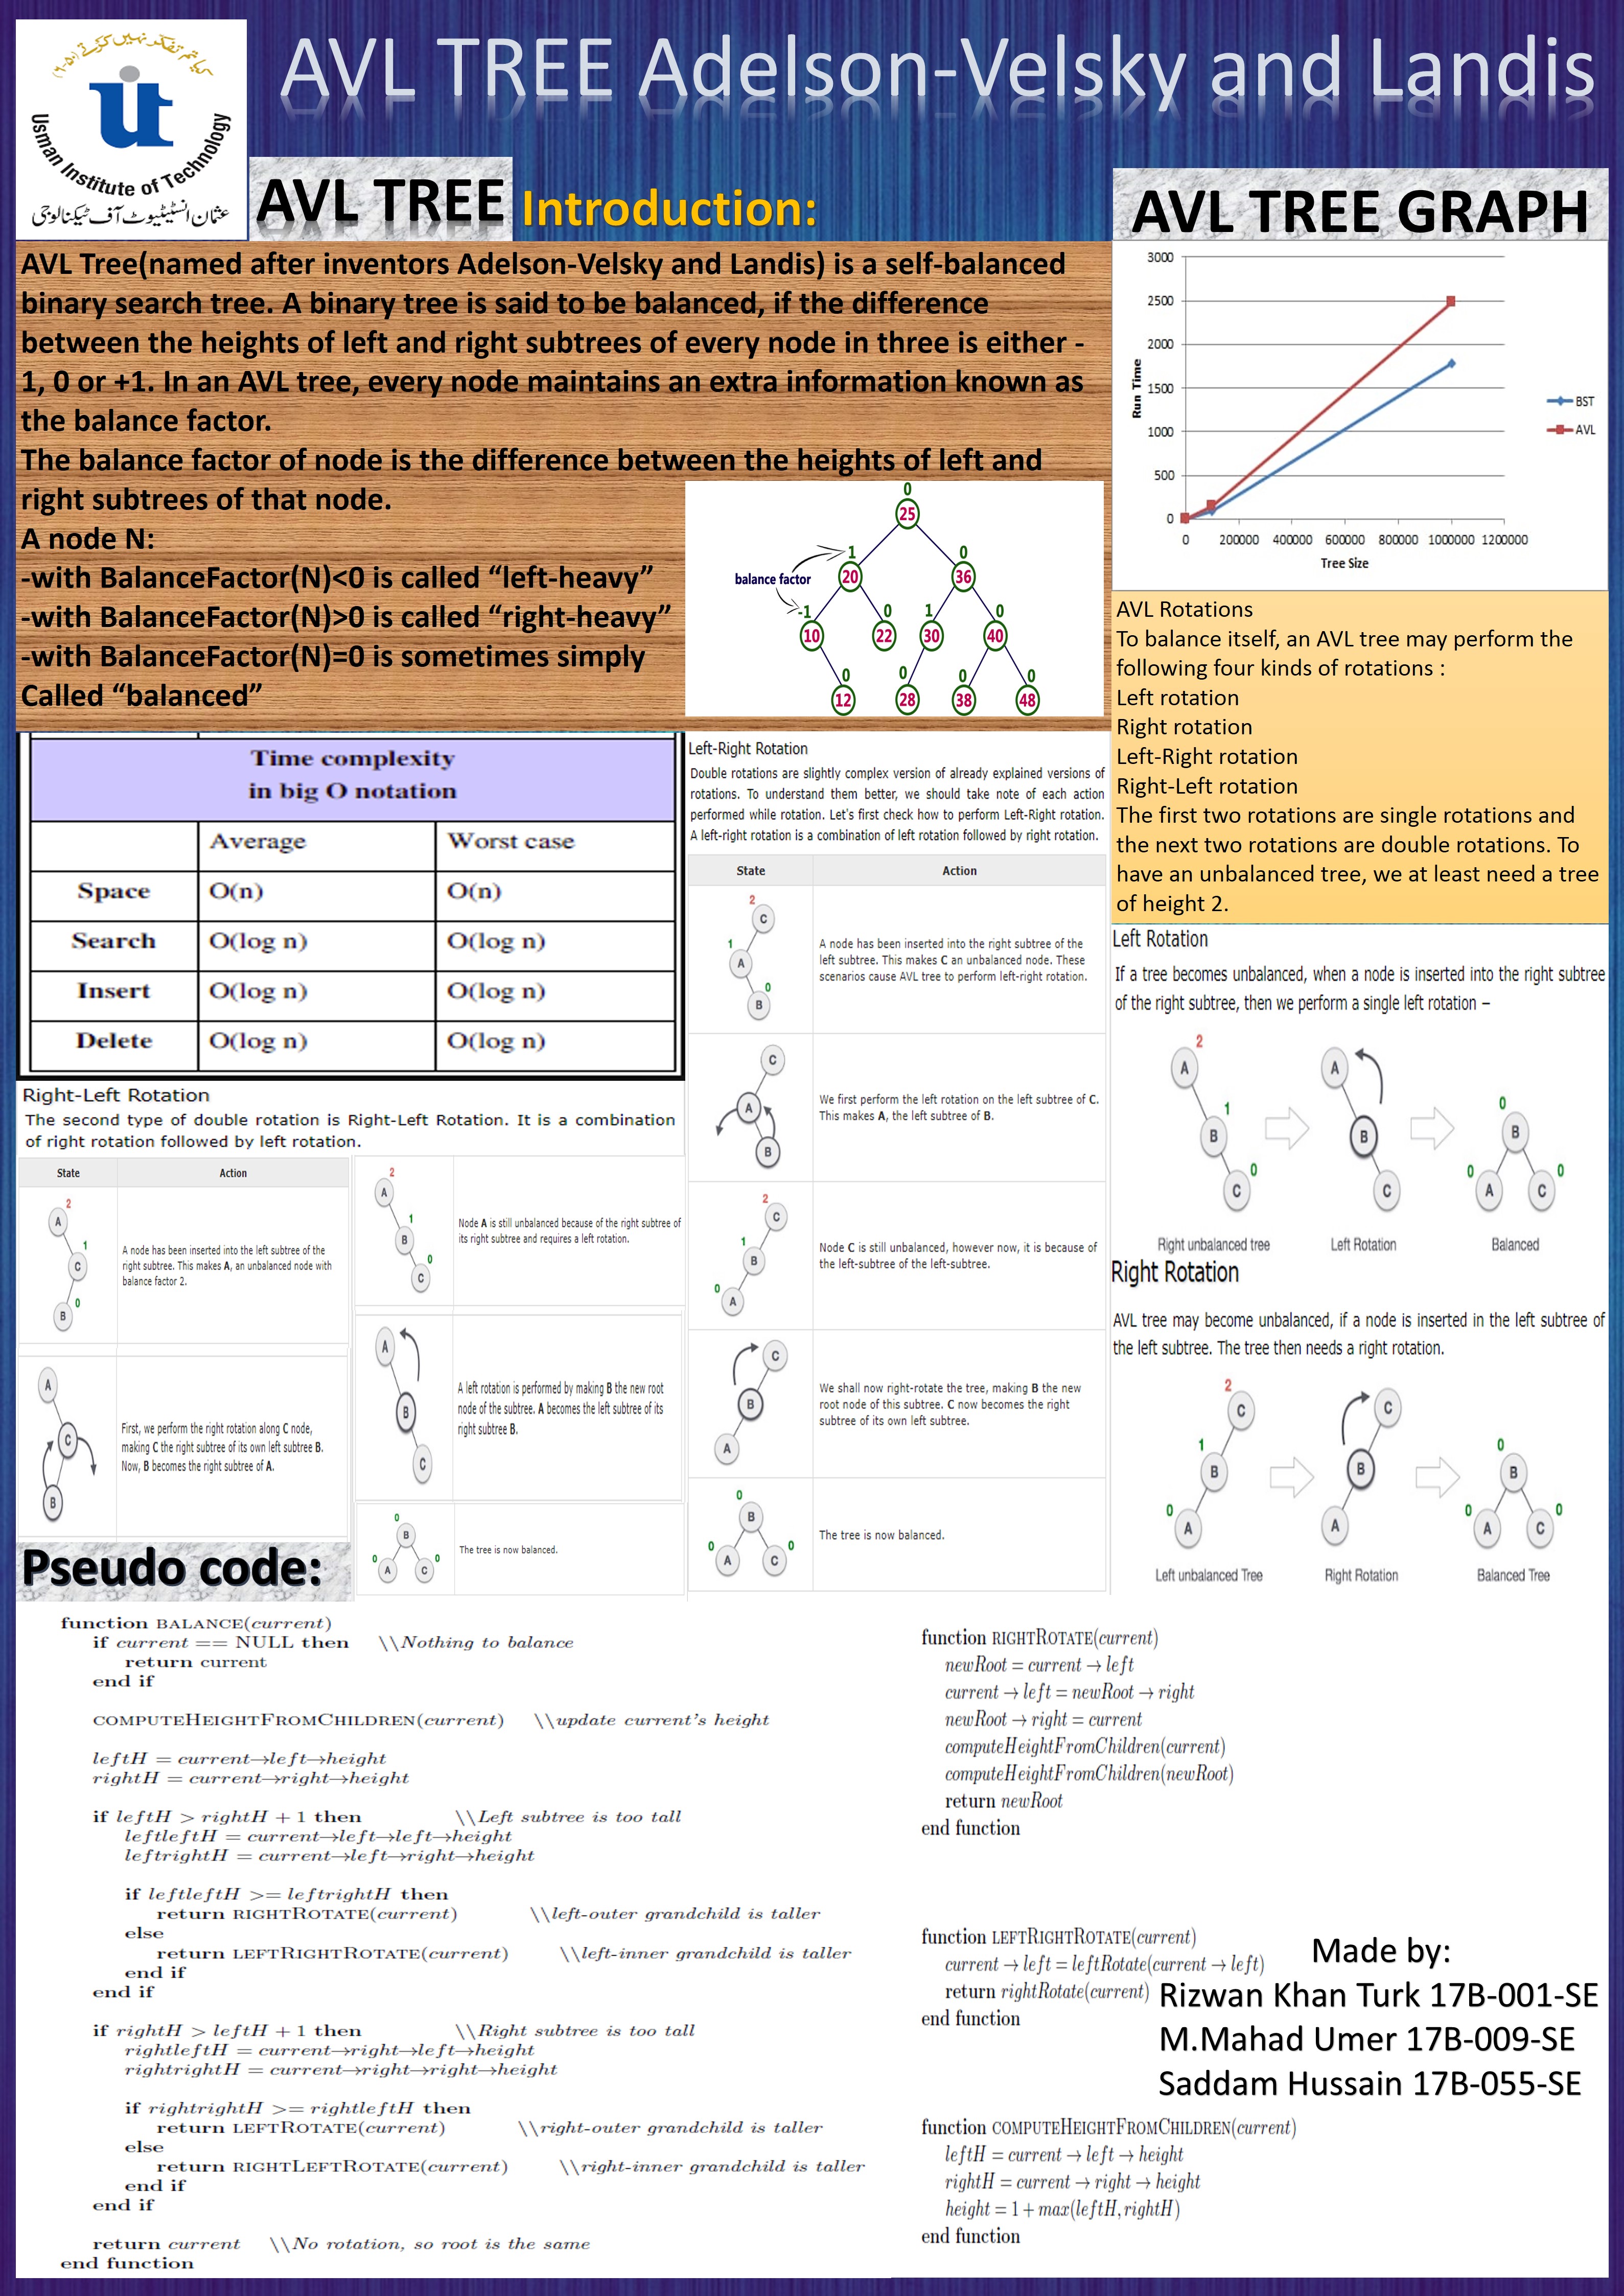 کیا تم تفکر نہیں کرتے (٦-٥٠)
Usman Institute of Technology
عثمان انسٹیٹیوٹ آف ٹیکنالوجی
AVL TREE Adelson-Velsky and Landis
AVL TREE Introduction:
AVL Tree(named after inventors Adelson-Velsky and Landis) is a self-balanced
binary search tree. A binary tree is said to be balanced, if the difference
between the heights of left and right subtrees of every node in three is either -
1, 0 or +1. In an AVL tree, every node maintains an extra information known as
the balance factor.
The balance factor of node is the difference between the heights of left and
right subtrees of that node.
A node N:
-with BalanceFactor(N)<0 is called “left-heavy”
-with BalanceFactor(N)>0 is called “right-heavy”
-with BalanceFactor(N)=0 is sometimes simply
Called “balanced”
0
25
1 0
balance factor 20 36
-1 0 1 0
10 22 30 40
0 0 0 0
12 28 38 48
AVL TREE GRAPH
3000
2500
2000
1500
1000
500
0
Run Time
0 200000 400000 600000 800000 1000000 1200000
Tree Size
BST
AVL
AVL Rotations
To balance itself, an AVL tree may perform the
following four kinds of rotations :
Left rotation
Right rotation
Left-Right rotation
Right-Left rotation
The first two rotations are single rotations and
the next two rotations are double rotations. To
have an unbalanced tree, we at least need a tree
of height 2.
Time complexity
in big O notation
Average Worst case
Space O(n) O(n)
Search O(log n) O(log n)
Insert O(log n) O(log n)
Delete O(log n) O(log n)
Right-Left Rotation
The second type of double rotation is Right-Left Rotation. It is a combination
of right rotation followed by left rotation.
State Action
2
A
1
C
0
B
A node has been inserted into the left subtree of the
right subtree. This makes A, an unbalanced node with
balance factor 2.
A
C
B
First, we perform the right rotation along C node,
making C the right subtree of its own left subtree B.
Now, B becomes the right subtree of A.
2
A
1
B
0
C
Node A is still unbalanced because of the right subtree of
its right subtree and requires a left rotation.
A
B
C
A left rotation is performed by making B the new root
node of the subtree. A becomes the left subtree of its
right subtree B.
0
B
0 0
A C
The tree is now balanced.
Left-Right Rotation
Double rotations are slightly complex version of already explained versions of
rotations. To understand them better, we should take note of each action
performed while rotation. Let's first check how to perform Left-Right rotation.
A left-right rotation is a combination of left rotation followed by right rotation.
State Action
2
C
1
A
0
B
A node has been inserted into the right subtree of the
left subtree. This makes C an unbalanced node. These
scenarios cause AVL tree to perform left-right rotation.
C
A
B
We first perform the left rotation on the left subtree of C.
This makes A, the left subtree of B.
2
C
1
B
0
A
Node C is still unbalanced, however now, it is because of
the left-subtree of the left-subtree.
C
B
A
We shall now right-rotate the tree, making B the new
root node of this subtree. C now becomes the right
subtree of its own left subtree.
0
B
0 0
A C
The tree is now balanced.
Left Rotation
If a tree becomes unbalanced, when a node is inserted into the right subtree
of the right subtree, then we perform a single left rotation –
2
A A
1 0
B B B
0 0 0
C C A C
Right unbalanced tree Left Rotation Balanced
Right Rotation
AVL tree may become unbalanced, if a node is inserted in the left subtree of
the left subtree. The tree then needs a right rotation.
2
C C
1 0
B B B
0 0 0
A A A C
Left unbalanced Tree Right Rotation Balanced Tree
Pseudo code:
function BALANCE(current)
if current == NULL then \\Nothing to balance
return current
end if
COMPUTEHEIGHTFROMCHILDREN(current) \\update current's height
leftH = current→left→height
rightH = current→right→height
if leftH > rightH + 1 then \\Left subtree is too tall
leftleftH = current→left→left→height
leftrightH = current→left→right→height
if leftleftH >= leftrightH then
return RIGHTROTATE(current) \\left-outer grandchild is taller
else
return LEFTRIGHTROTATE(current) \\left-inner grandchild is taller
end if
end if
if rightH > leftH + 1 then \\Right subtree is too tall
rightleftH = current→right→left→height
rightrightH = current→right→right→height
if rightrightH >= rightleftH then
return LEFTROTATE(current) \\right-outer grandchild is taller
else
return RIGHTLEFTROTATE(current) \\right-inner grandchild is taller
end if
end if
return current \\No rotation, so root is the same
end function
function RIGHTROTATE(current)
newRoot = current → left
current → left = newRoot → right
newRoot → right = current
computeHeightFromChildren(current)
computeHeightFromChildren(newRoot)
return newRoot
end function
function LEFTRIGHTROTATE(current)
current → left = leftRotate(current → left)
return rightRotate(current)
end function
Made by:
Rizwan Khan Turk 17B-001-SE
M.Mahad Umer 17B-009-SE
Saddam Hussain 17B-055-SE
function COMPUTEHEIGHTFROMCHILDREN(current)
leftH = current → left → height
rightH = current → right → height
height = 1 + max(leftH, rightH)
end function